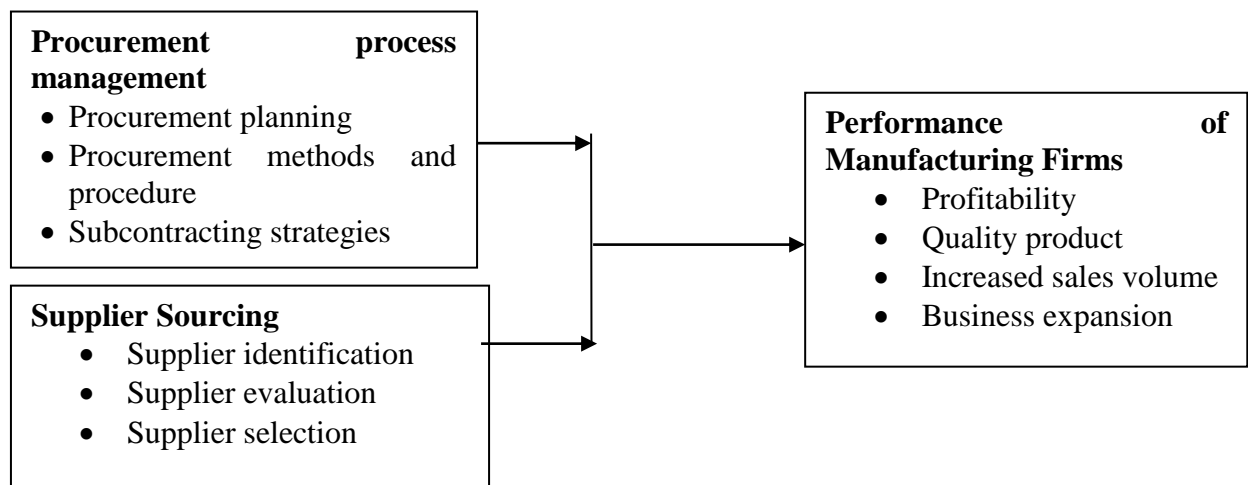 Procurement process
management
• Procurement planning
• Procurement methods and
procedure
• Subcontracting strategies
Supplier Sourcing
• Supplier identification
• Supplier evaluation
• Supplier selection
Performance of
Manufacturing Firms
• Profitability
• Quality product
• Increased sales volume
• Business expansion